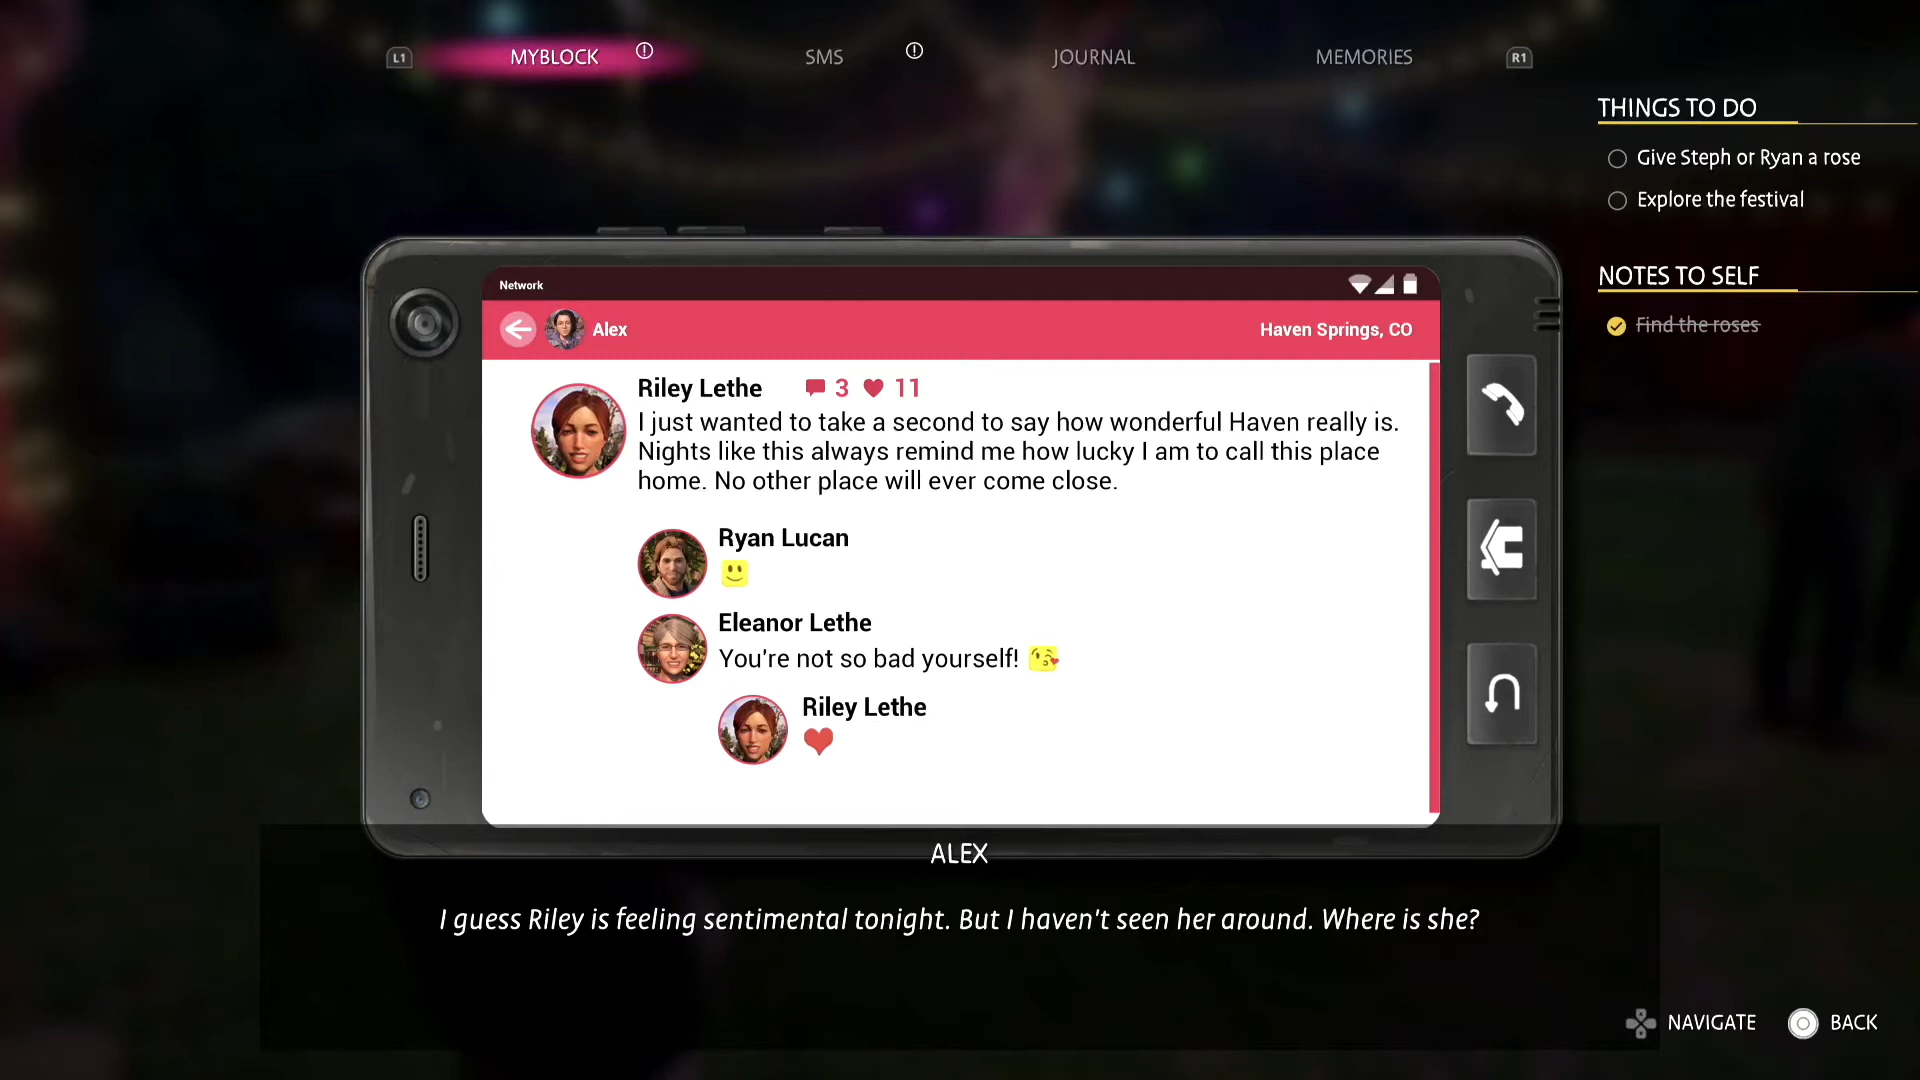 L1
MYBLOCK
SMS
JOURNAL
MEMORIES
R1
THINGS TO DO
Give Steph or Ryan a rose
Explore the festival
NOTES TO SELF
Find the roses
Network
Alex
Haven Springs, CO
Riley Lethe 3 11
I just wanted to take a second to say how wonderful Haven really is.
Nights like this always remind me how lucky I am to call this place
home. No other place will ever come close.
Ryan Lucan
Eleanor Lethe
You're not so bad yourself!
Riley Lethe
ALEX
I guess Riley is feeling sentimental tonight. But I haven't seen her around. Where is she?
NAVIGATE
BACK